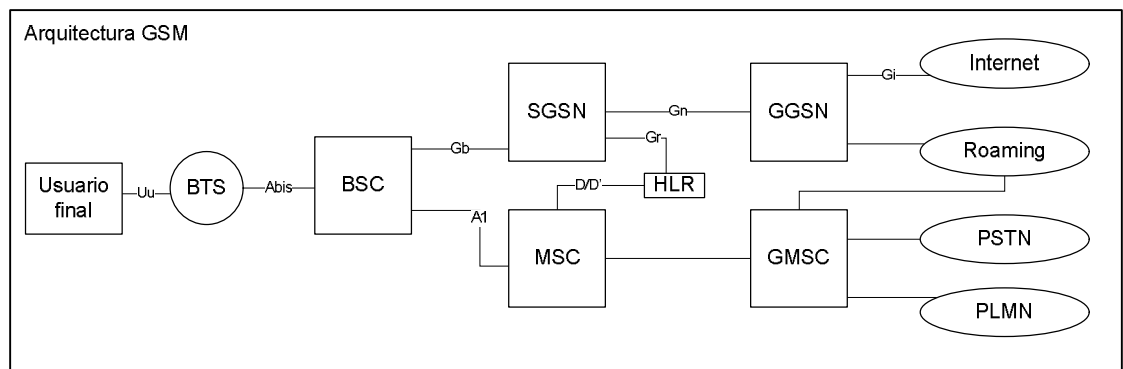 Arquitectura GSM
Internet
Gi
SGSN
Gn
GGSN
Gr
Roaming
Gb
Usuario
final
Uu
BTS
Abis
BSC
D/D'
HLR
A1
MSC
GMSC
PSTN
PLMN